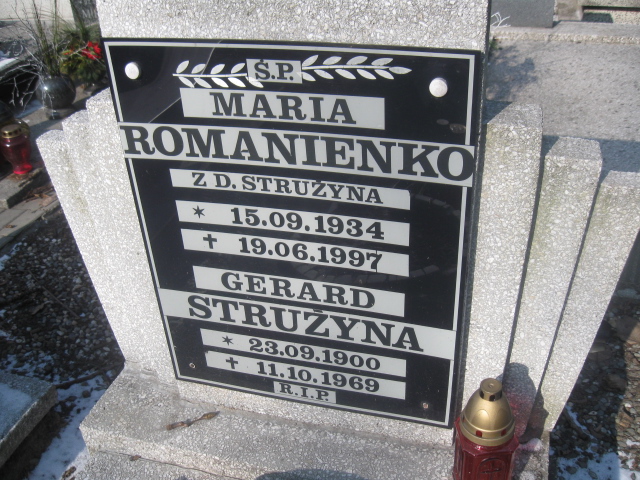 Ś.P.
MARIA
ROMANIENKO
Z D. STRUŻYNA
* 15.09.1934
✝ 19.06.1997
GERARD
STRUŻYNA
* 23.09.1900
✝ 11.10.1969
R.I.P.